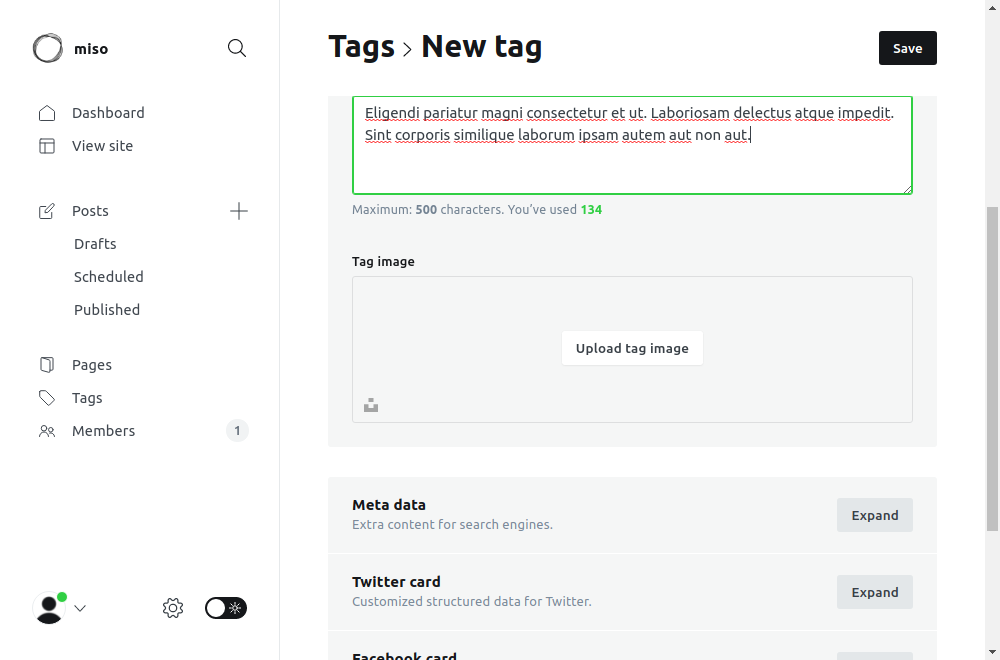 miso
Dashboard
View site
Posts
Drafts
Scheduled
Published
Pages
Tags
Members
1
Tags
New tag
Save
Eligendi pariatur magni consectetur et ut. Laboriosam delectus atque impedit.
Sint corporis similique laborum ipsam autem aut non aut.
Maximum: 500 characters. You’ve used 134
Tag image
Upload tag image
Meta data
Extra content for search engines.
Expand
Twitter card
Customized structured data for Twitter.
Expand
Facebook card